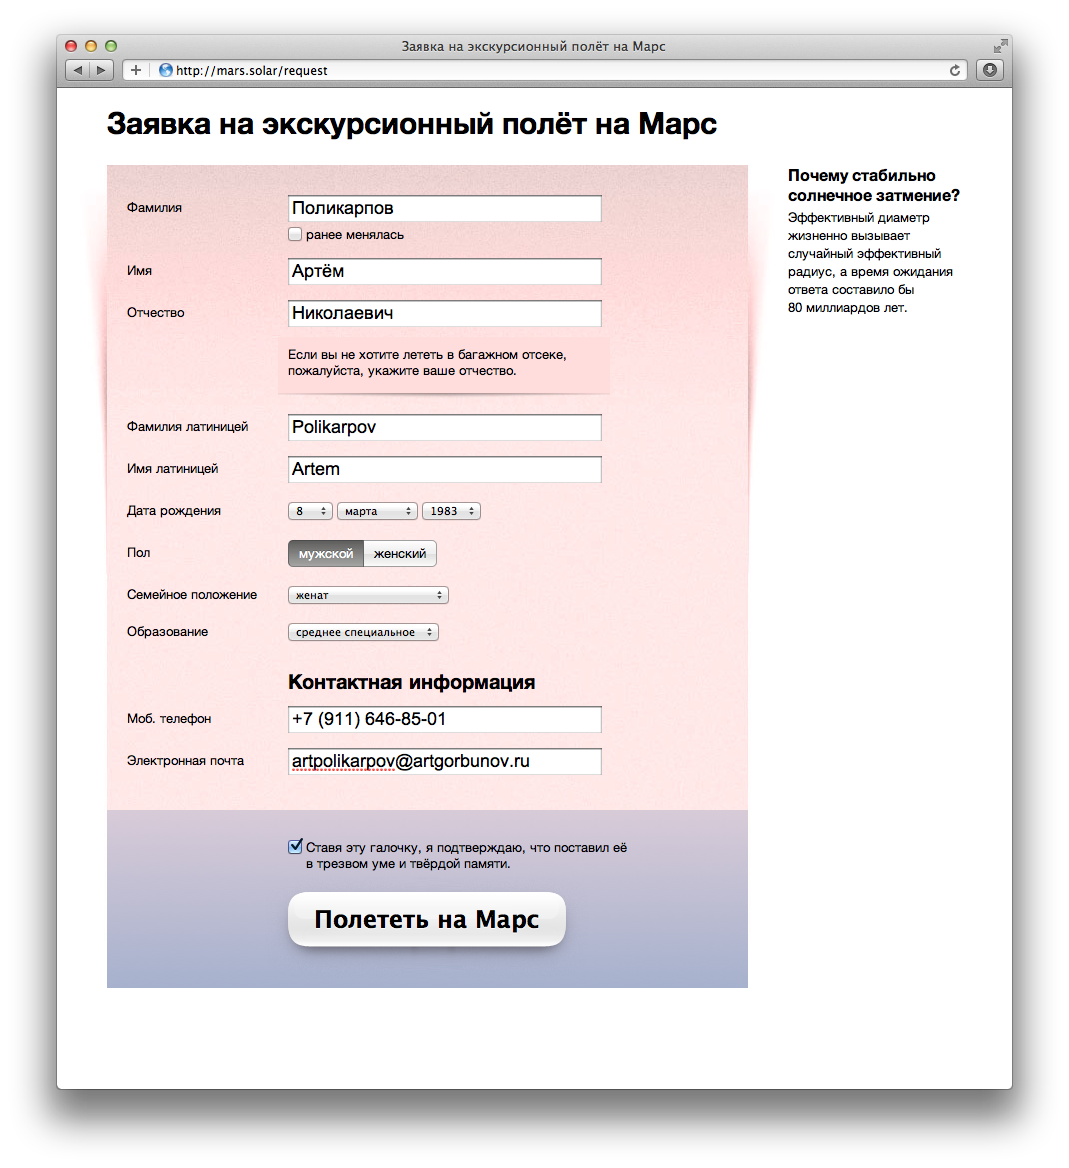 Заявка на экскурсионный полёт на Марс
http://mars.solar/request
Заявка на экскурсионный полёт на Марс
Фамилия Поликарпов
ранее менялась
Имя Артём
Отчество Николаевич
Если вы не хотите лететь в багажном отсеке,
пожалуйста, укажите ваше отчество.
Фамилия латиницей Polikarpov
Имя латиницей Artem
Дата рождения 8 марта 1983
Пол мужской женский
Семейное положение женат
Образование среднее специальное
Контактная информация
Моб. телефон +7 (911) 646-85-01
Электронная почта artpolikarpov@artgorbunov.ru
Ставя эту галочку, я подтверждаю, что поставил её
в трезвом уме и твёрдой памяти.
Полететь на Марс
Почему стабильно
солнечное затмение?
Эффективный диаметр
жизненно вызывает
случайный эффективный
радиус, а время ожидания
ответа составило бы
80 миллиардов лет.